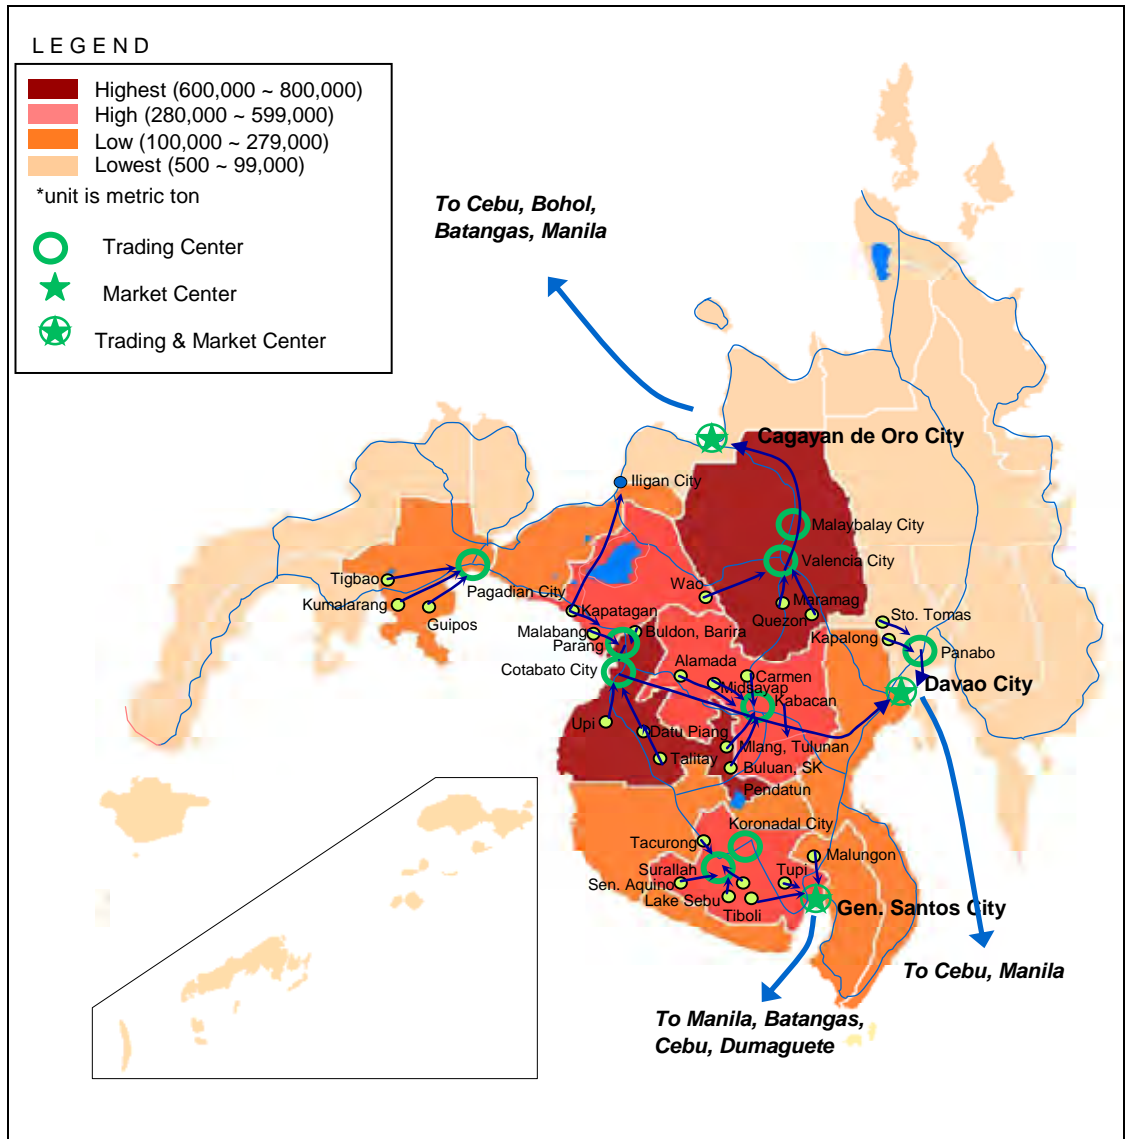 LEGEND
Highest (600,000 ~ 800,000)
High (280,000 ~ 599,000)
Low (100,000 ~ 279,000)
Lowest (500 ~ 99,000)
*unit is metric ton
Trading Center
Market Center
Trading & Market Center
To Cebu, Bohol,
Batangas, Manila
Cagayan de Oro City
Iligan City
Malaybalay City
Valencia City
Tigbao
Pagadian City
Wao
Kumalarang
Maramag
Guipos
Kapatagan
Quezon
Sto. Tomas
Malabang
Buldon, Barira
Kapalong
Parang
Panabo
Cotabato City
Alamada
Carmen
Midsayap
Davao City
Kabacan
Upi
Datu Piang
Mlang, Tulunan
Talitay
Buluan, SK
Pendatun
Koronadal City
Tacurong
Malungon
Surallah
Tupi
Sen. Aquino
Lake Sebu
Tiboli
Gen. Santos City
To Cebu, Manila
To Manila, Batangas,
Cebu, Dumaguete